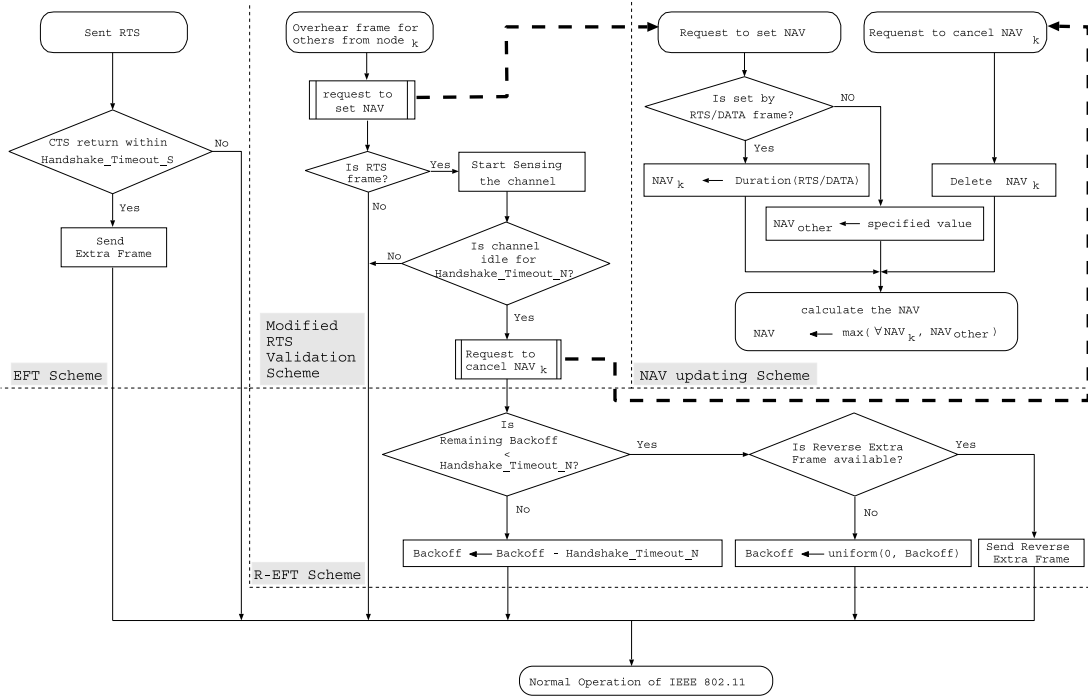 Sent RTS
CTS return within
Handshake_Timeout_S
No
Yes
Send
Extra Frame
EFT Scheme
Overhear frame for
others from node k
request to
set NAV
Is RTS
frame?
Yes
No
Start Sensing
the channel
Is channel
idle for
Handshake_Timeout_N?
No
Yes
Modified
RTS
Validation
Scheme
Request to
cancel NAV k
Request to set NAV
Is set by
RTS/DATA frame?
NO
Yes
NAV k ← Duration(RTS/DATA)
NAV other ← specified value
Requenst to cancel NAV k
Delete NAV k
calculate the NAV
NAV ← max( ∀NAV k , NAV other )
NAV updating Scheme
Is
Remaining Backoff
<
Handshake_Timeout_N?
Yes
No
Is Reverse Extra
Frame available?
Yes
No
Backoff ← Backoff - Handshake_Timeout_N
Backoff ← uniform(0, Backoff)
Send Reverse
Extra Frame
R-EFT Scheme
Normal Operation of IEEE 802.11